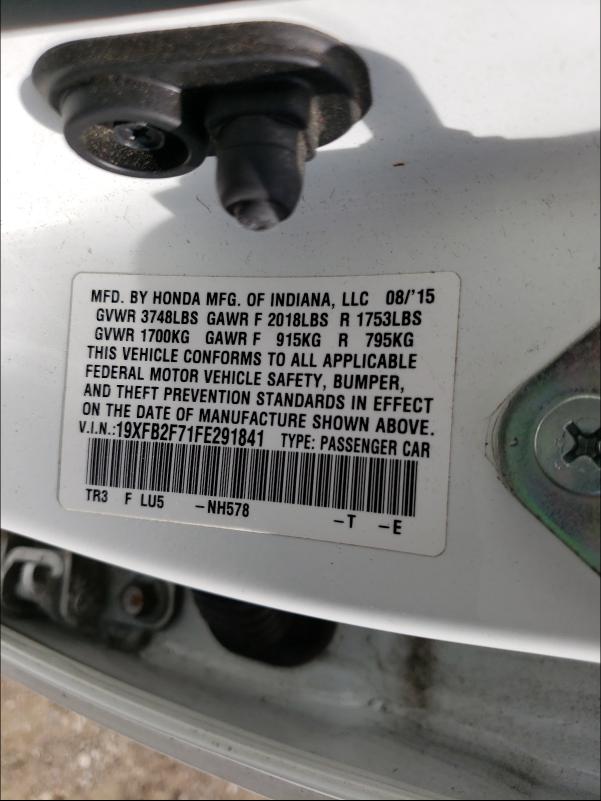 MFD. BY HONDA MFG. OF INDIANA, LLC 08/'15
GVWR 3748LBS GAWR F 2018LBS R 1753LBS
GVWR 1700KG GAWR F 915KG R 795KG
THIS VEHICLE CONFORMS TO ALL APPLICABLE
FEDERAL MOTOR VEHICLE SAFETY, BUMPER,
AND THEFT PREVENTION STANDARDS IN EFFECT
ON THE DATE OF MANUFACTURE SHOWN ABOVE.
V.I.N.:19XFB2F71FE291841 TYPE: PASSENGER CAR
TR3 F LU5 –NH578 –T –E